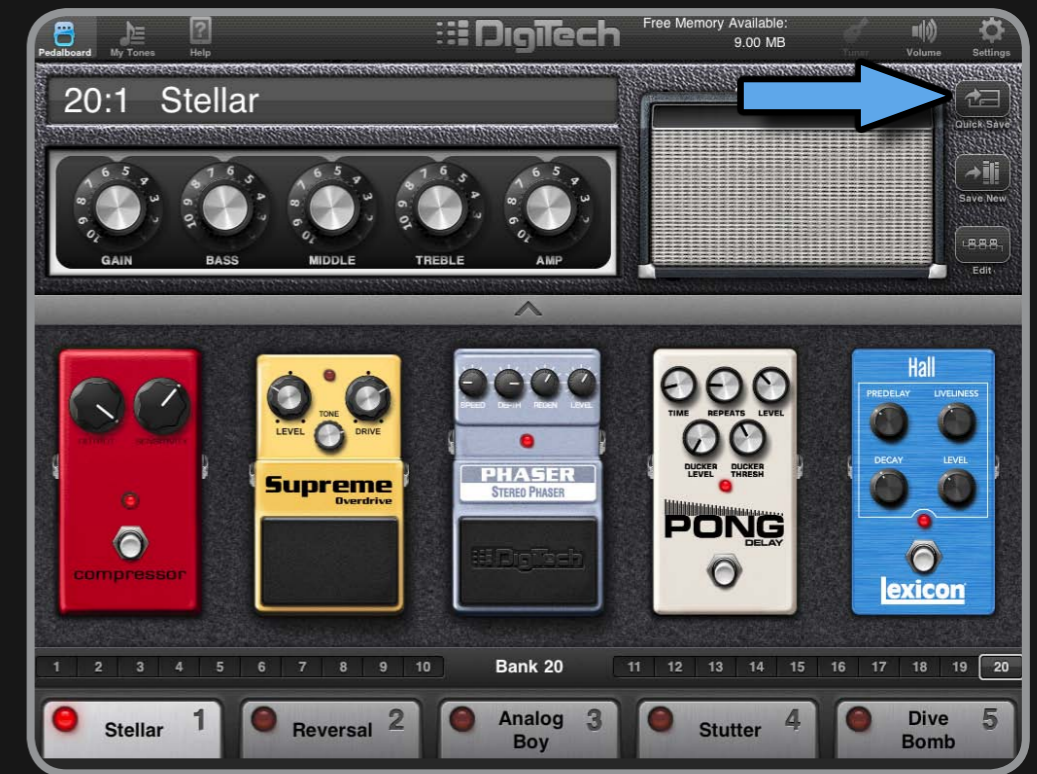 Pedalboard
My Tones
Help
DigiTech
Free Memory Available:
9.00 MB
Tuner
Volume
Settings
20:1 Stellar
Quick Save
Save New
Edit
GAIN
BASS
MIDDLE
TREBLE
AMP
compressor
LEVEL
TONE
DRIVE
Supreme
Overdrive
SPEED DEPTH REGEN LEVEL
PHASER
STEREO PHASER
DigiTech
TIME REPEATS LEVEL
DUCKER LEVEL
DUCKER THRESH
PONG
DELAY
Hall
PREDELAY LIVELINESS
DECAY LEVEL
lexicon
1 2 3 4 5 6 7 8 9 10 Bank 20 11 12 13 14 15 16 17 18 19 20
Stellar 1
Reversal 2
Analog Boy 3
Stutter 4
Dive Bomb 5